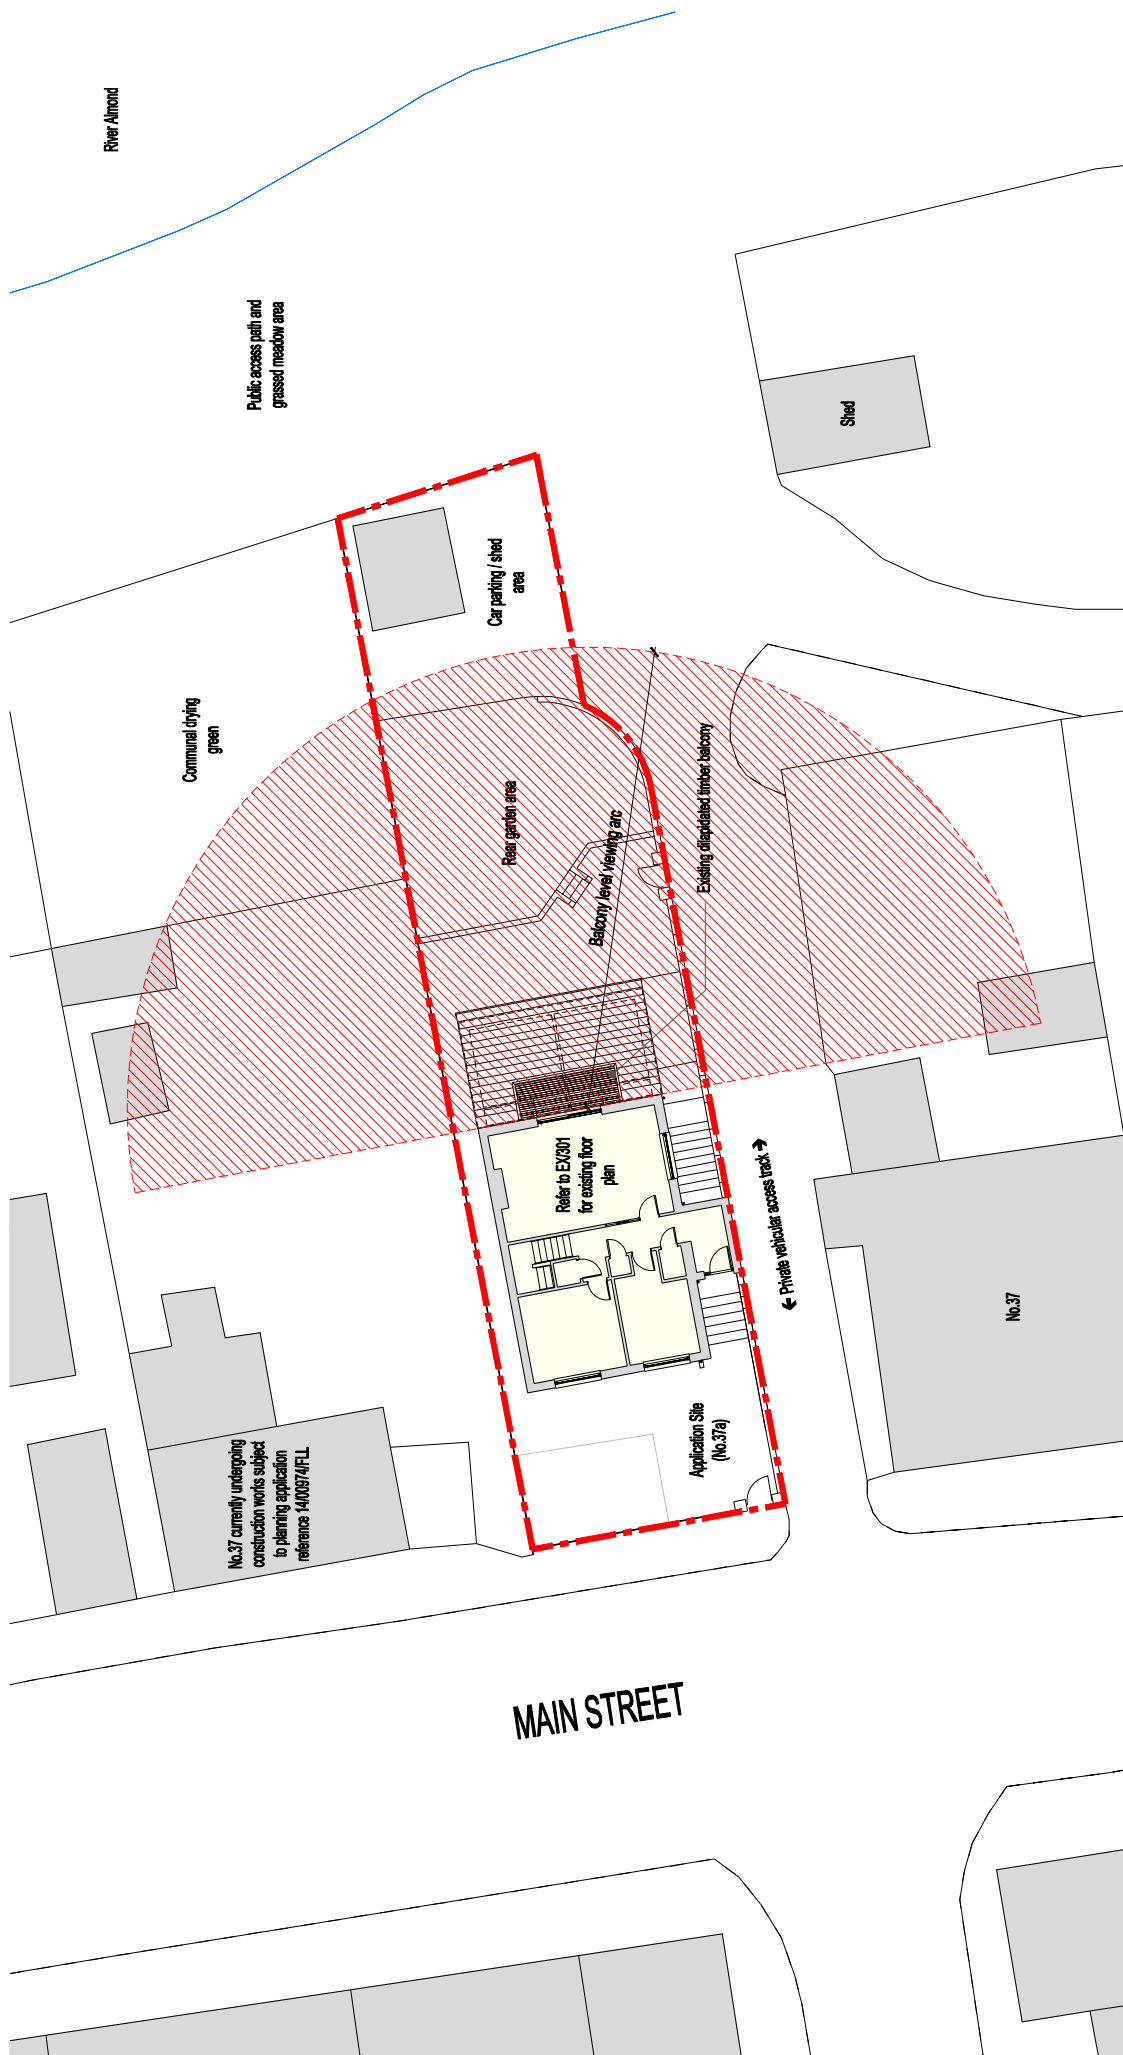 River Almond
Public access path and
grassed meadow area
Shed
Car parking / shed
area
Communal drying
green
Rear garden area
Balcony level viewing arc
Existing dilapidated timber balcony
Refer to EX/301
for existing floor
plan
← Private vehicular access track →
No.37
Application Site
(No.37a)
No.37 currently undergoing
construction works subject
to planning application
reference 14/00974/FLL
MAIN STREET